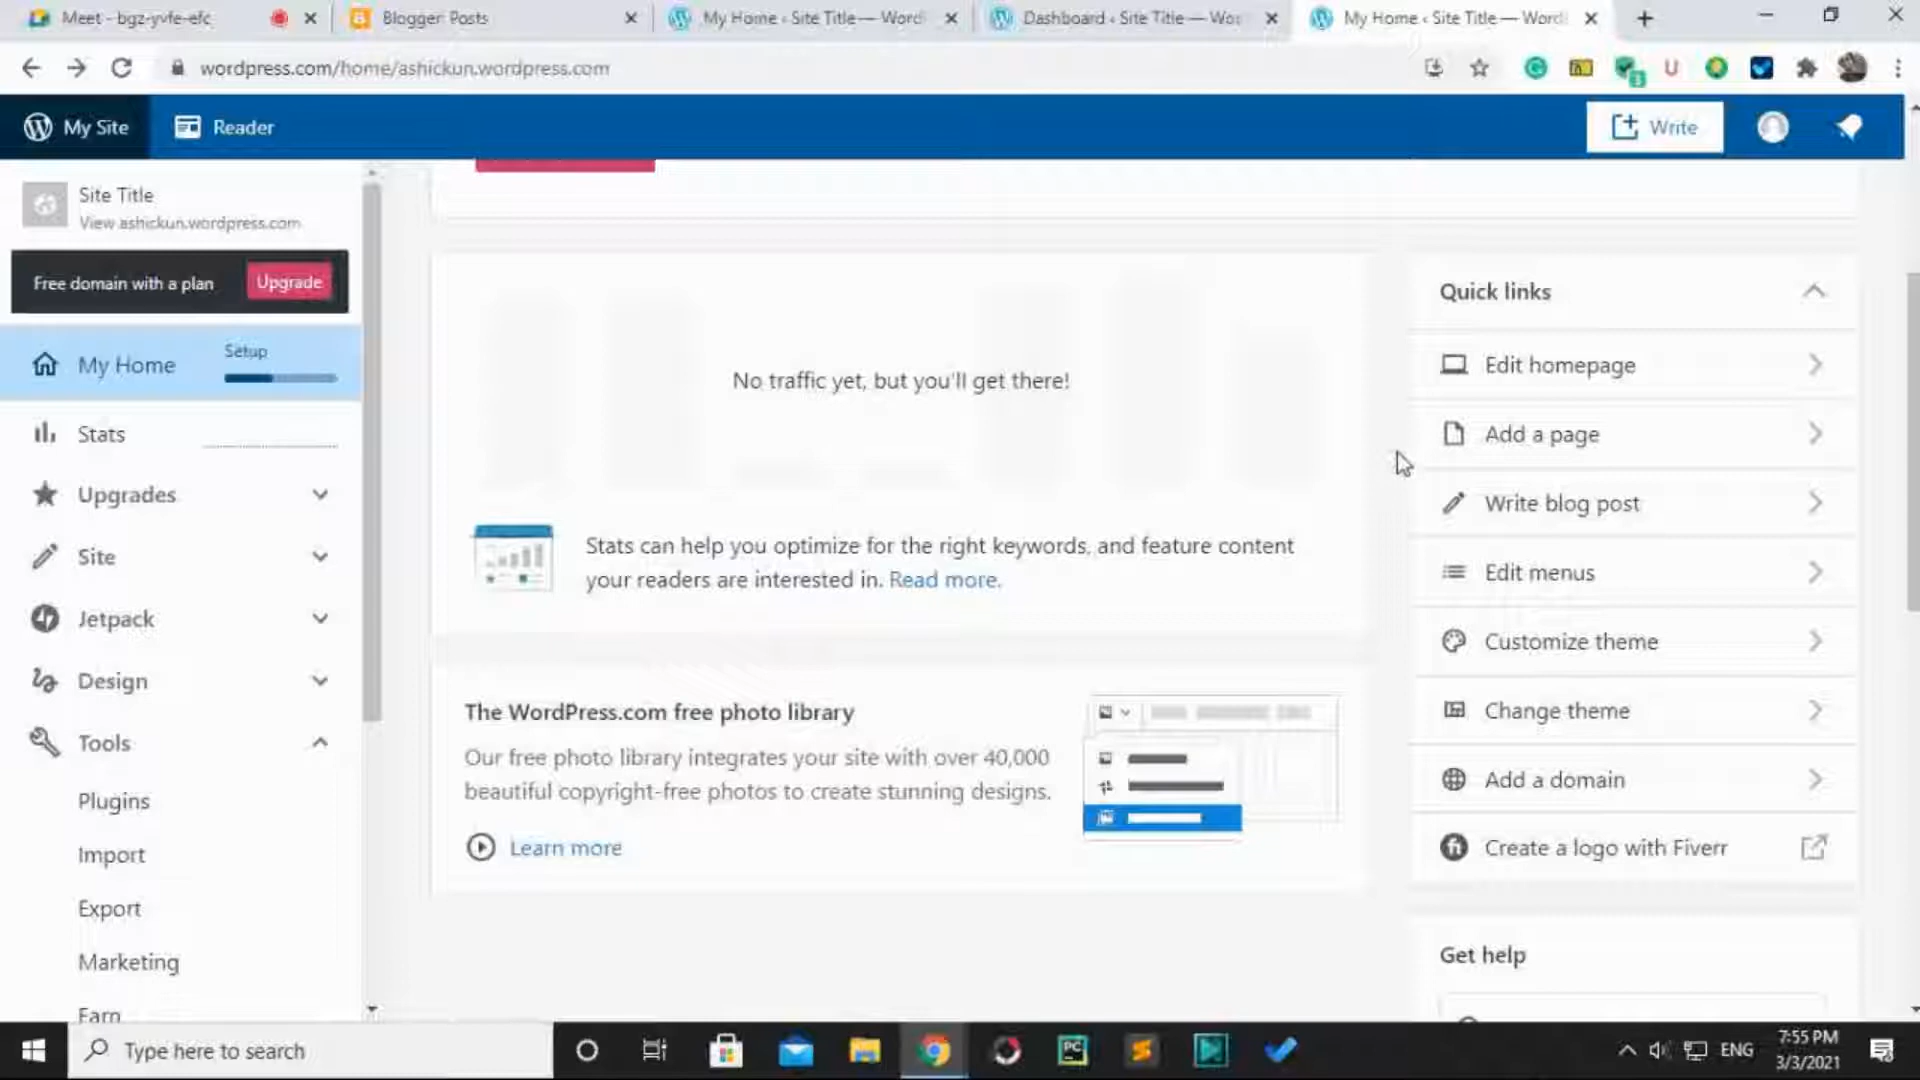 Meet - bgz-yvfe-efc
Blogger: Posts
My Home ‹ Site Title — Word
Dashboard ‹ Site Title — Wor
My Home ‹ Site Title — Word
wordpress.com/home/ashickun.wordpress.com
My Site
Reader
Write
Site Title
View ashickun.wordpress.com
Free domain with a plan
Upgrade
My Home
Setup
Stats
Upgrades
Site
Jetpack
Design
Tools
Plugins
Import
Export
Marketing
Earn
No traffic yet, but you'll get there!
Stats can help you optimize for the right keywords, and feature content
your readers are interested in. Read more.
The WordPress.com free photo library
Our free photo library integrates your site with over 40,000
beautiful copyright-free photos to create stunning designs.
Learn more
Quick links
Edit homepage
Add a page
Write blog post
Edit menus
Customize theme
Change theme
Add a domain
Create a logo with Fiverr
Get help
Type here to search
ENG
7:55 PM
3/3/2021